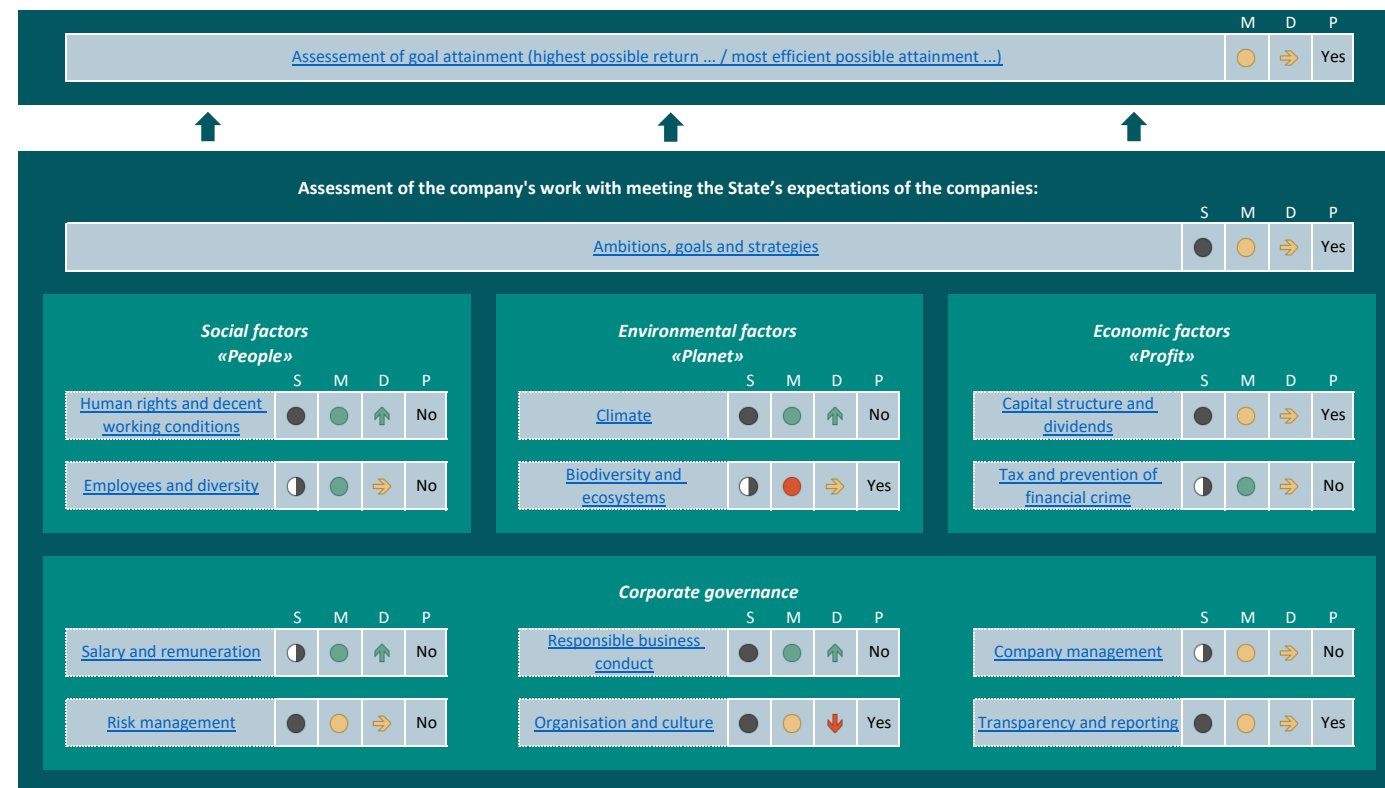 M D P
Assessement of goal attainment (highest possible return ... / most efficient possible attainment ...) Yes
Assessment of the company's work with meeting the State’s expectations of the companies:
S M D P
Ambitions, goals and strategies Yes
Social factors
«People»
S M D P
Human rights and decent
working conditions
No
Employees and diversity No
Environmental factors
«Planet»
S M D P
Climate No
Biodiversity and
ecosystems
Yes
Economic factors
«Profit»
S M D P
Capital structure and
dividends
Yes
Tax and prevention of
financial crime
No
Corporate governance
S M D P
Salary and remuneration No
Risk management No
S M D P
Responsible business
conduct
No
Organisation and culture Yes
S M D P
Company management No
Transparency and reporting Yes